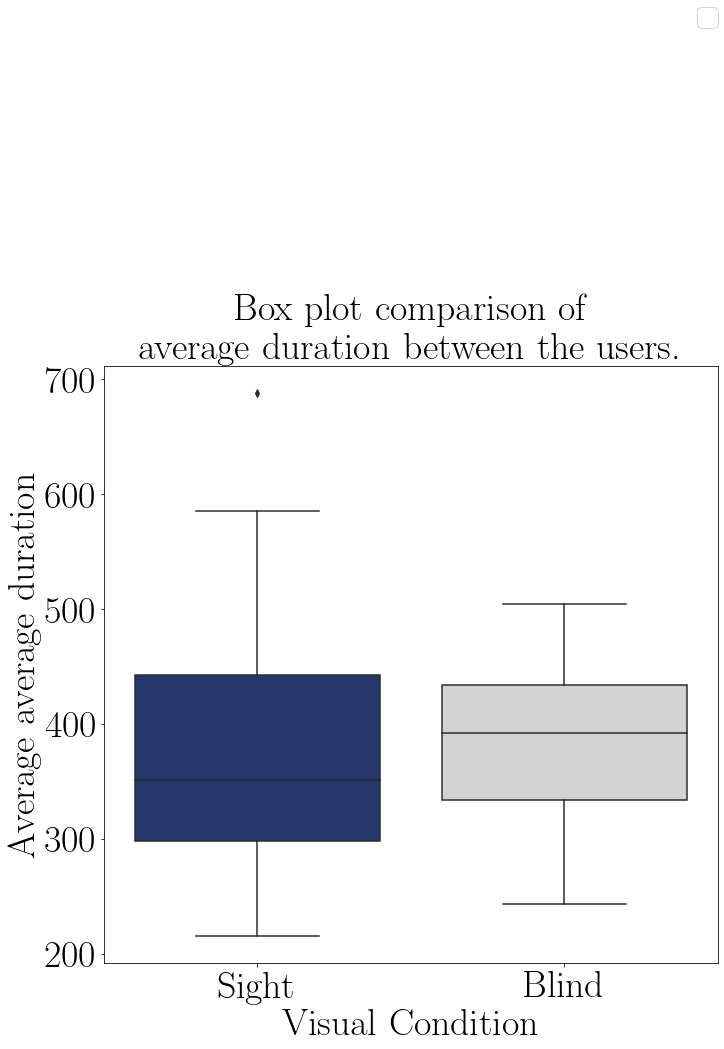 Box plot comparison of
average duration between the users.
700
600
500
400
300
200
Average average duration
Sight
Blind
Visual Condition